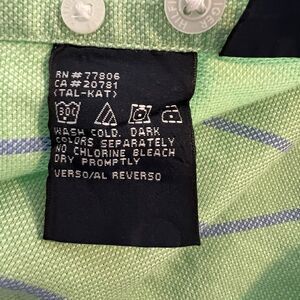 RN# 77806
CA# 20781
(TAL-KAT)
30C
WASH COLD. DARK
COLORS SEPARATELY
NO CHLORINE BLEACH
DRY PROMPTLY
VERSO/AL REVERSO